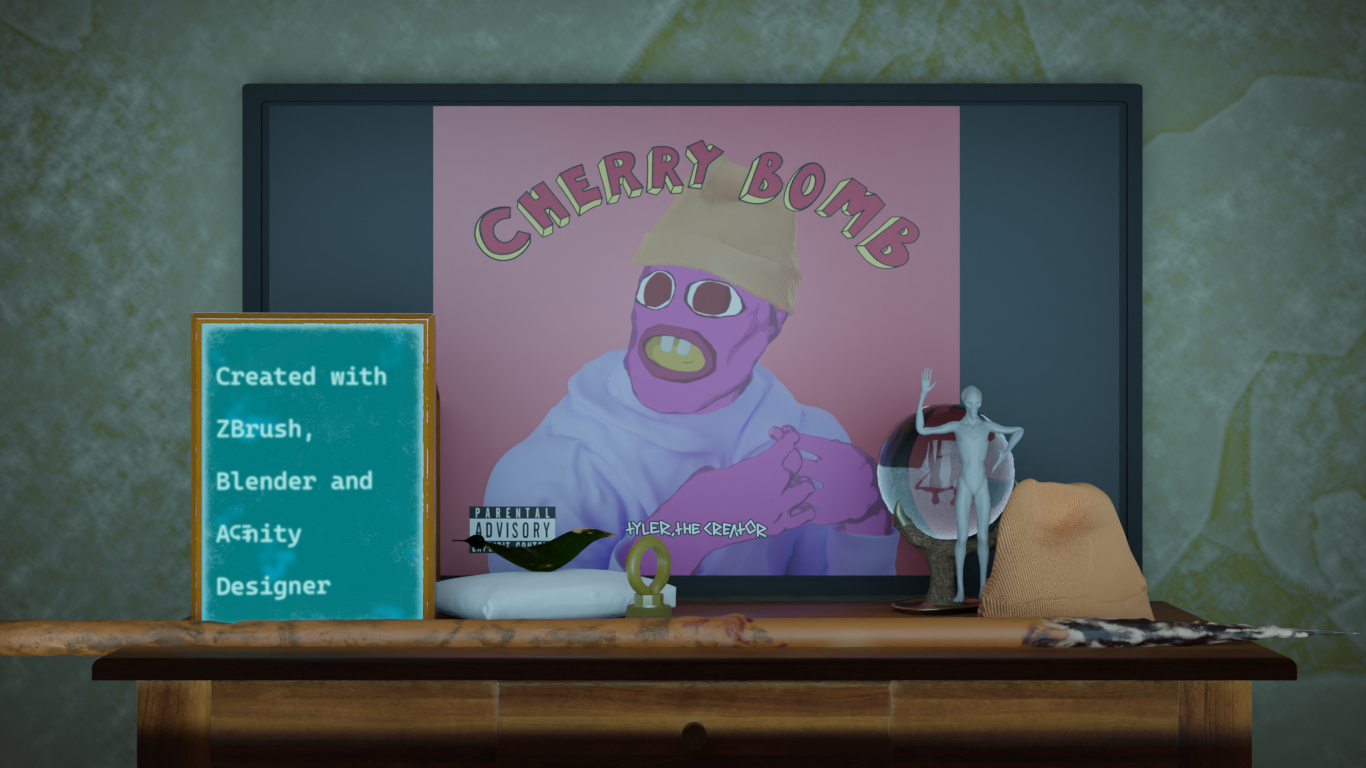 CHERRY BOMB
Created with
ZBrush,
Blender and
Designer
PARENTAL
ADVISORY
TYLER,THE CREATOR